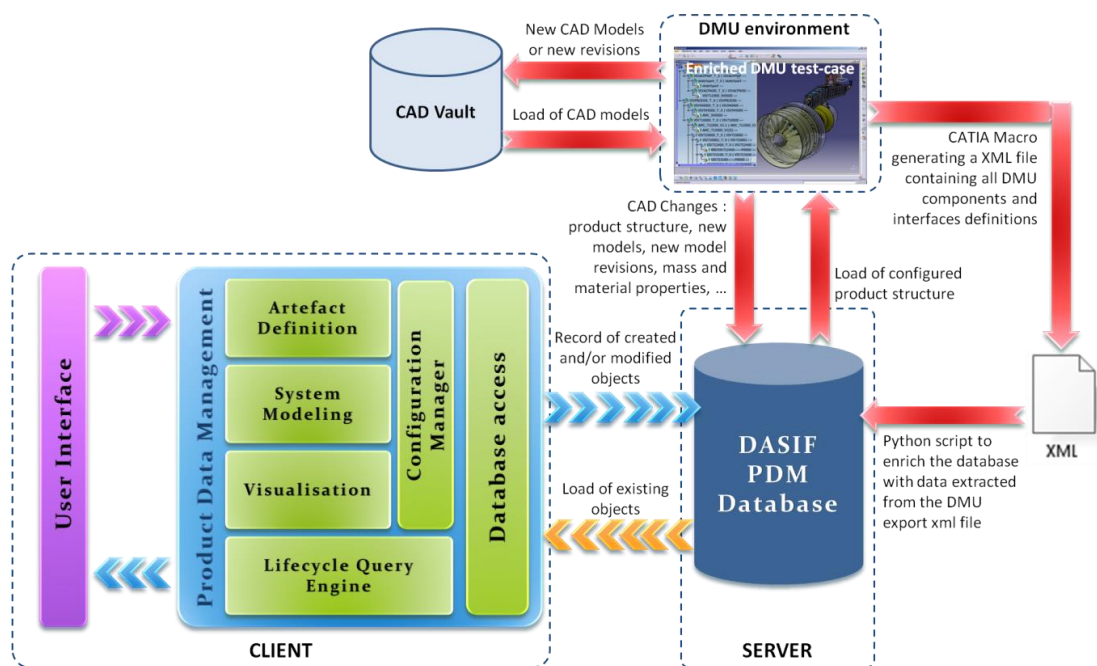 New CAD Models
or new revisions
CAD Vault
Load of CAD models
DMU environment
Enriched DMU test-case
CATIA Macro
generating a XML file
containing all DMU
components and
interfaces definitions
CAD Changes :
product structure, new
models, new model
revisions, mass and
material properties, ...
Load of configured
product structure
User Interface
Product Data Management
Artefact
Definition
System
Modeling
Visualisation
Configuration
Manager
Lifecycle Query
Engine
Database access
CLIENT
Record of created
and/or modified
objects
Load of existing
objects
DASIF
PDM
Database
SERVER
XML
Python script to
enrich the database
with data extracted
from the DMU
export xml file